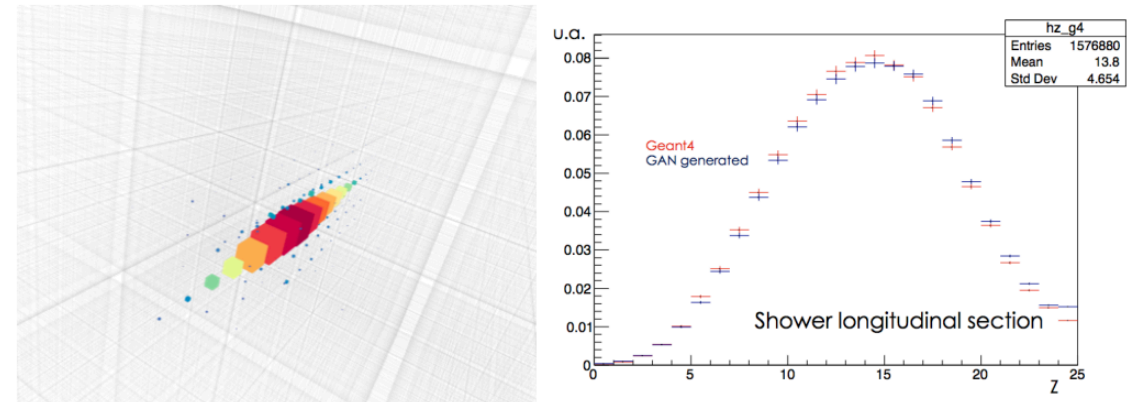 u.a.
hz_g4
Entries 1576880
Mean 13.8
Std Dev 4.654
0.08
0.07
0.06
0.05
0.04
0.03
0.02
0.01
0
Geant4
GAN generated
Shower longitudinal section
0 5 10 15 20 25
Z